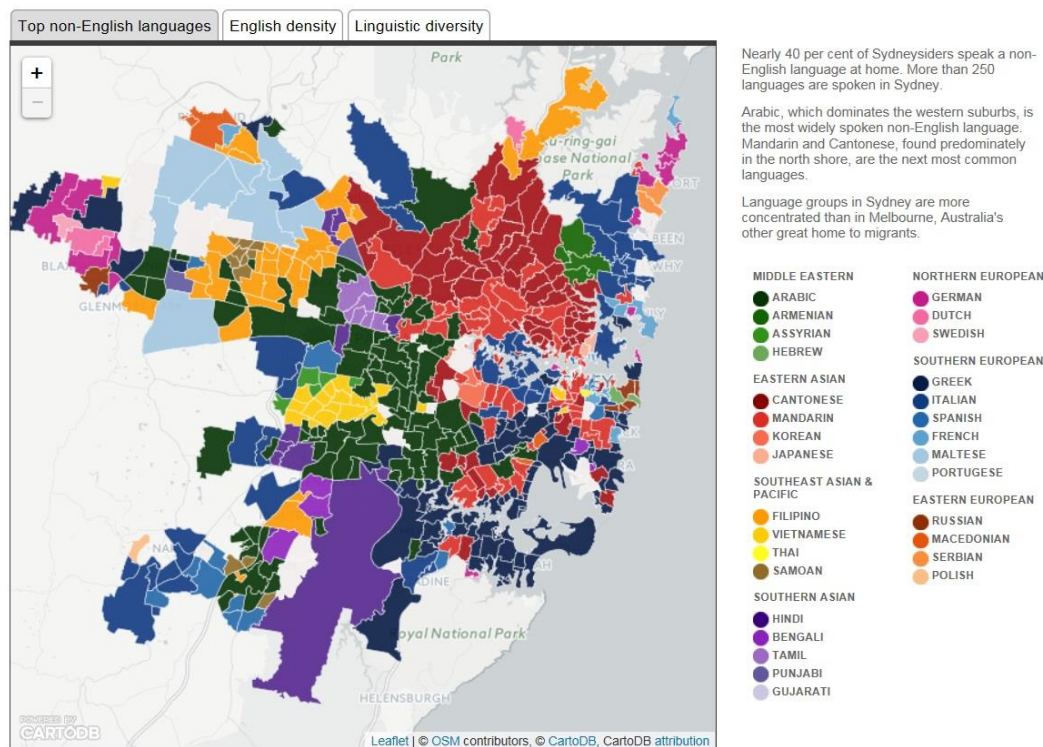 Top non-English languages
English density
Linguistic diversity
+
−
Park
Ku-ring-gai
Chase National
Park
GLENM
NA
Royal National Park
HELENSBURGH
POWERED BY
CARTODB
Leaflet | © OSM contributors, © CartoDB, CartoDB attribution
Nearly 40 per cent of Sydneysiders speak a non-
English language at home. More than 250
languages are spoken in Sydney.
Arabic, which dominates the western suburbs, is
the most widely spoken non-English language.
Mandarin and Cantonese, found predominately
in the north shore, are the next most common
languages.
Language groups in Sydney are more
concentrated than in Melbourne, Australia's
other great home to migrants.
MIDDLE EASTERN
ARABIC
ARMENIAN
ASSYRIAN
HEBREW
EASTERN ASIAN
CANTONESE
MANDARIN
KOREAN
JAPANESE
SOUTHEAST ASIAN &
PACIFIC
FILIPINO
VIETNAMESE
THAI
SAMOAN
SOUTHERN ASIAN
HINDI
BENGALI
TAMIL
PUNJABI
GUJARATI
NORTHERN EUROPEAN
GERMAN
DUTCH
SWEDISH
SOUTHERN EUROPEAN
GREEK
ITALIAN
SPANISH
FRENCH
MALTESE
PORTUGESE
EASTERN EUROPEAN
RUSSIAN
MACEDONIAN
SERBIAN
POLISH